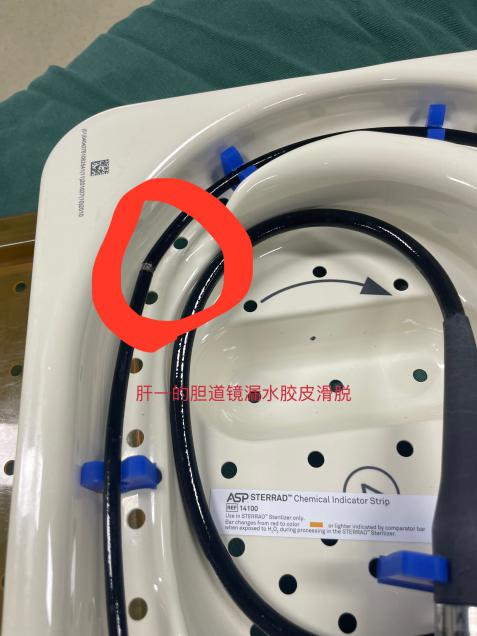 肝一的胆道镜漏水胶皮滑脱
ASP STERRAD™ Chemical Indicator Strip
REF 14100
Use in STERRAD™ Sterilizer only.
Bar changes from red to color or lighter indicated by comparator bar
when exposed to H₂O₂ during processing in the STERRAD™ Sterilizer.